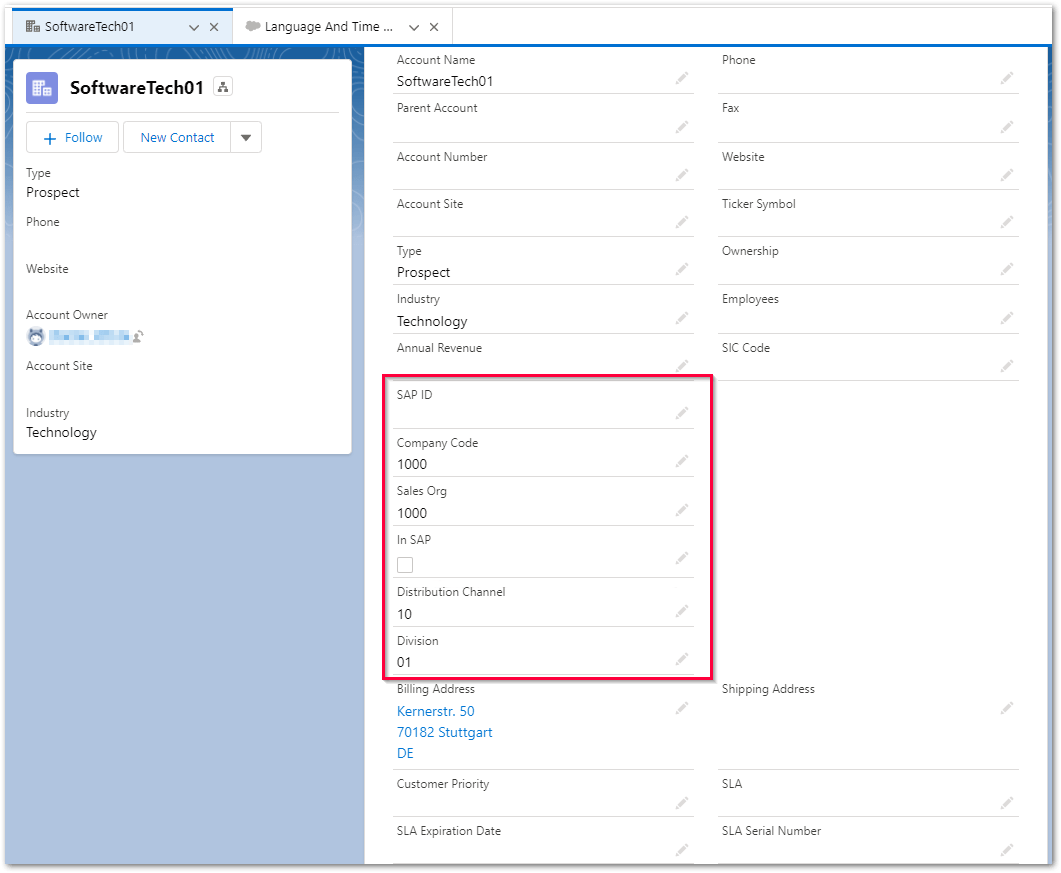 SoftwareTech01
Language And Time ...
SoftwareTech01
Follow
New Contact
Type
Prospect
Phone
Website
Account Owner
Account Site
Industry
Technology
Account Name
SoftwareTech01
Phone
Parent Account
Fax
Account Number
Website
Account Site
Ticker Symbol
Type
Prospect
Ownership
Industry
Technology
Employees
Annual Revenue
SIC Code
SAP ID
Company Code
1000
Sales Org
1000
In SAP
Distribution Channel
10
Division
01
Billing Address
Kernerstr. 50
70182 Stuttgart
DE
Shipping Address
Customer Priority
SLA
SLA Expiration Date
SLA Serial Number